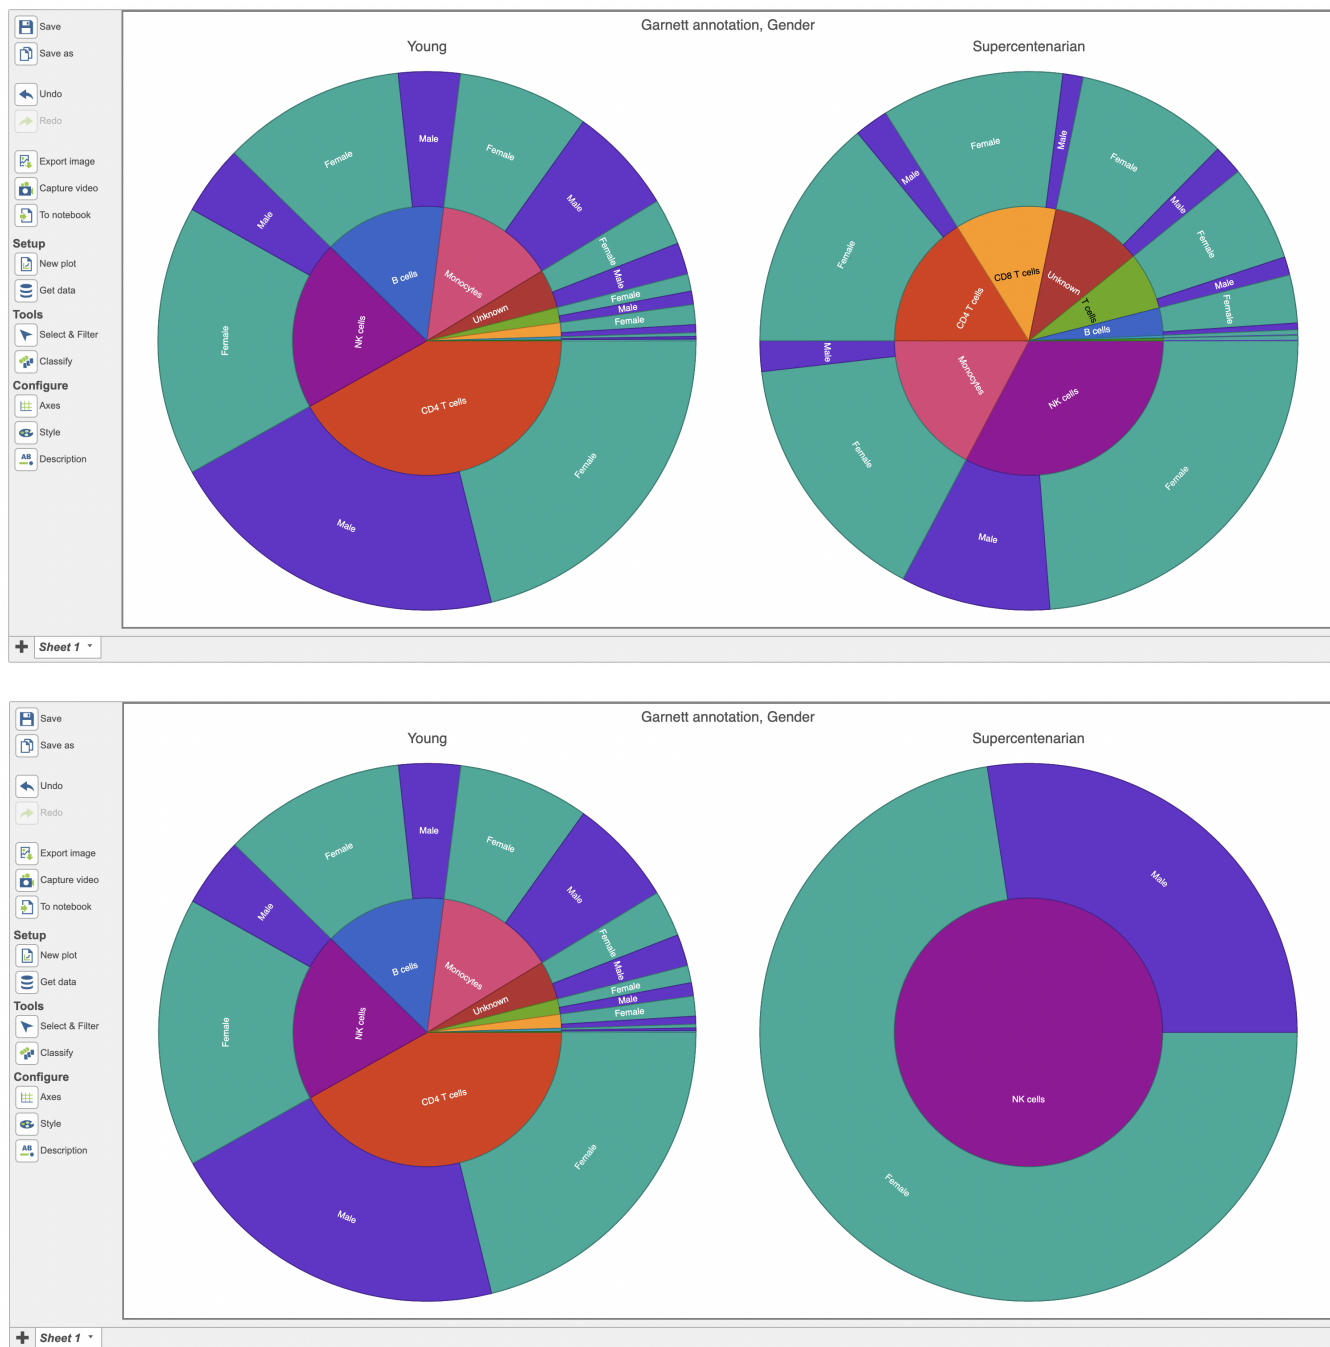 Save
Save as
Undo
Redo
Export image
Capture video
To notebook
Setup
New plot
Get data
Tools
Select & Filter
Classify
Configure
Axes
Style
AB
Description
Garnett annotation, Gender
Young
Female
Male
Female
Male
Male
Female
Male
Female
Male
Female
Male
Female
Male
Female
B cells
Monocytes
Unknown
NK cells
CD4 T cells
Supercentenarian
Female
Male
Female
Male
Female
Male
Female
Male
Female
Male
Female
Male
Female
CD4 T cells
CD8 T cells
Unknown
T cells
B cells
Monocytes
NK cells
Sheet 1
Save
Save as
Undo
Redo
Export image
Capture video
To notebook
Setup
New plot
Get data
Tools
Select & Filter
Classify
Configure
Axes
Style
AB
Description
Garnett annotation, Gender
Young
Female
Male
Female
Male
Male
Female
Male
Female
Male
Female
Male
Female
Male
Female
B cells
Monocytes
Unknown
NK cells
CD4 T cells
Supercentenarian
Male
NK cells
Female
Sheet 1